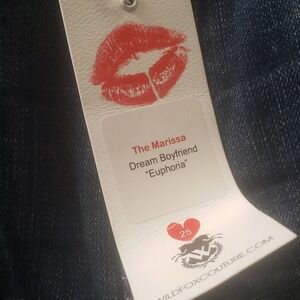 The Marissa
Dream Boyfriend
"Euphoria"
25
WILDFOXCOUTURE.COM